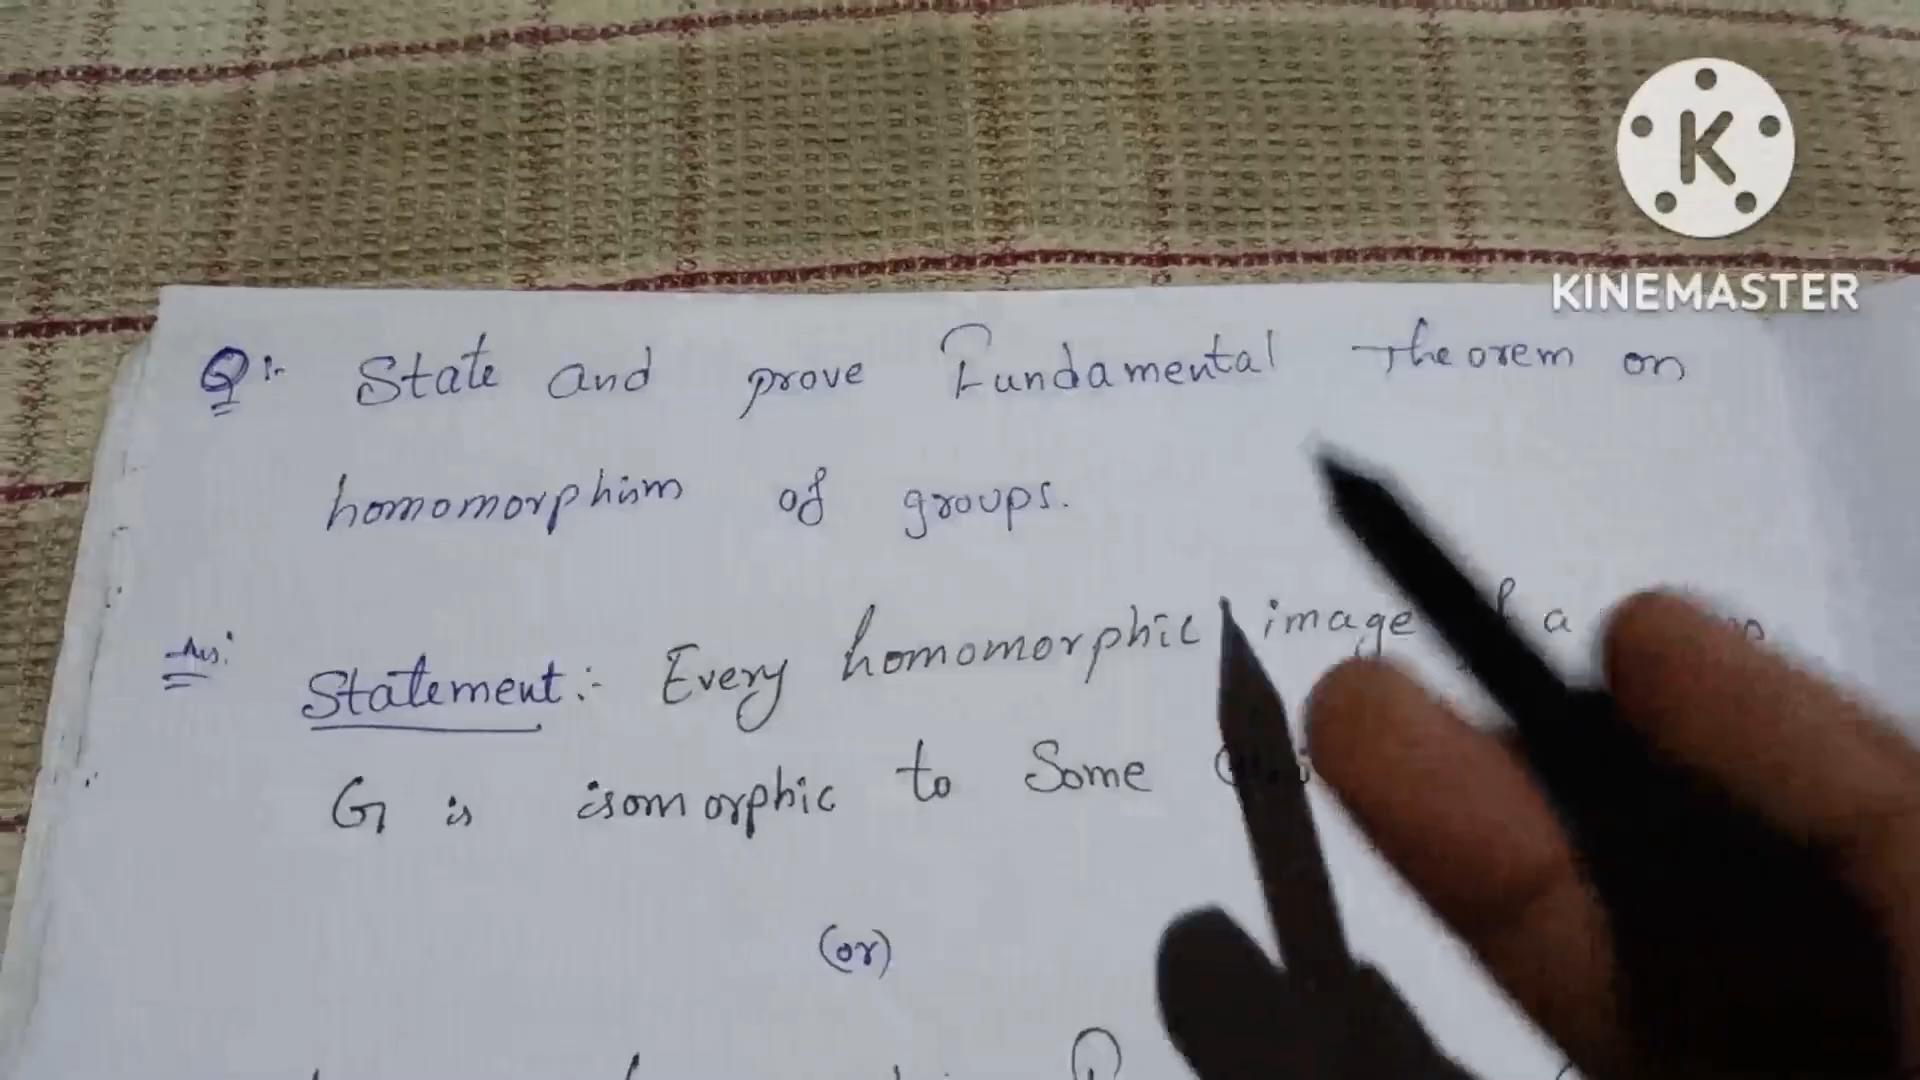 K
KINEMASTER
Q:- State and prove Fundamental Theorem on
homomorphism of groups.
Ans:
Statement:- Every homomorphic image a
G is isomorphic to Some
(or)